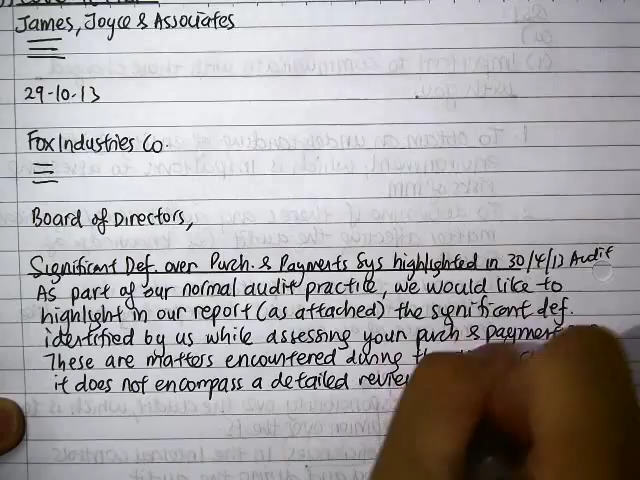 James, Joyce & Associates
29-10-13
Fox Industries Co.
Board of Directors,
Significant Def. over Purch. & Payments Sys highlighted in 30/4/13 Audit
As part of our normal audit practice, we would like to
highlight in our report (as attached) the significant def.
identified by us while assessing your purch & payment
These are matters encountered during
it does not encompass a detailed